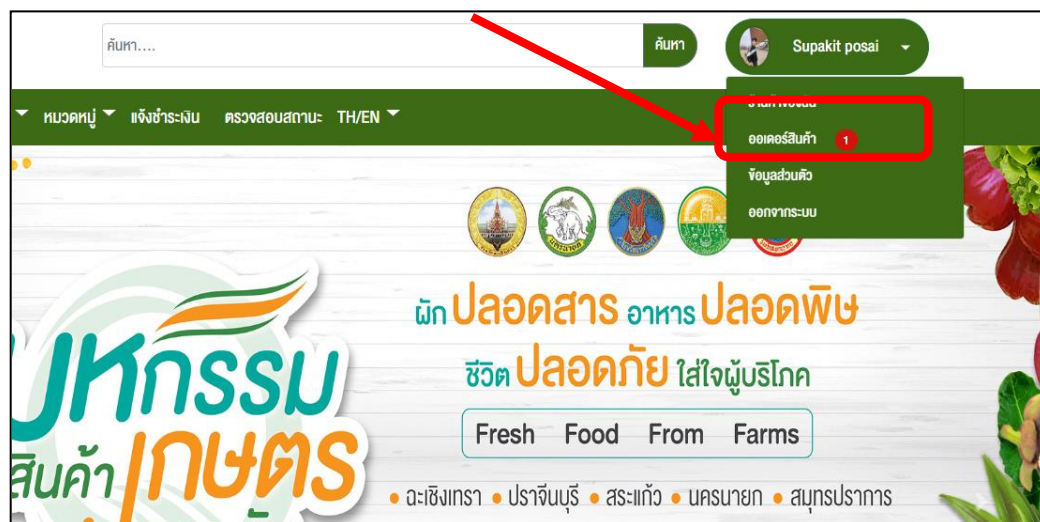 ค้นหา....
ค้นหา
Supakit posai
หมวดหมู่
แจ้งชำระเงิน
ตรวจสอบสถานะ
TH/EN
ออเดอร์สินค้า 1
ข้อมูลส่วนตัว
ออกจากระบบ
ผักปลอดสาร อาหารปลอดพิษ
ชีวิตปลอดภัย ใส่ใจผู้บริโภค
Fresh Food From Farms
มหกรรม
สินค้าเกษตร
• ฉะเชิงเทรา • ปราจีนบุรี • สระแก้ว • นครนายก • สมุทรปราการ